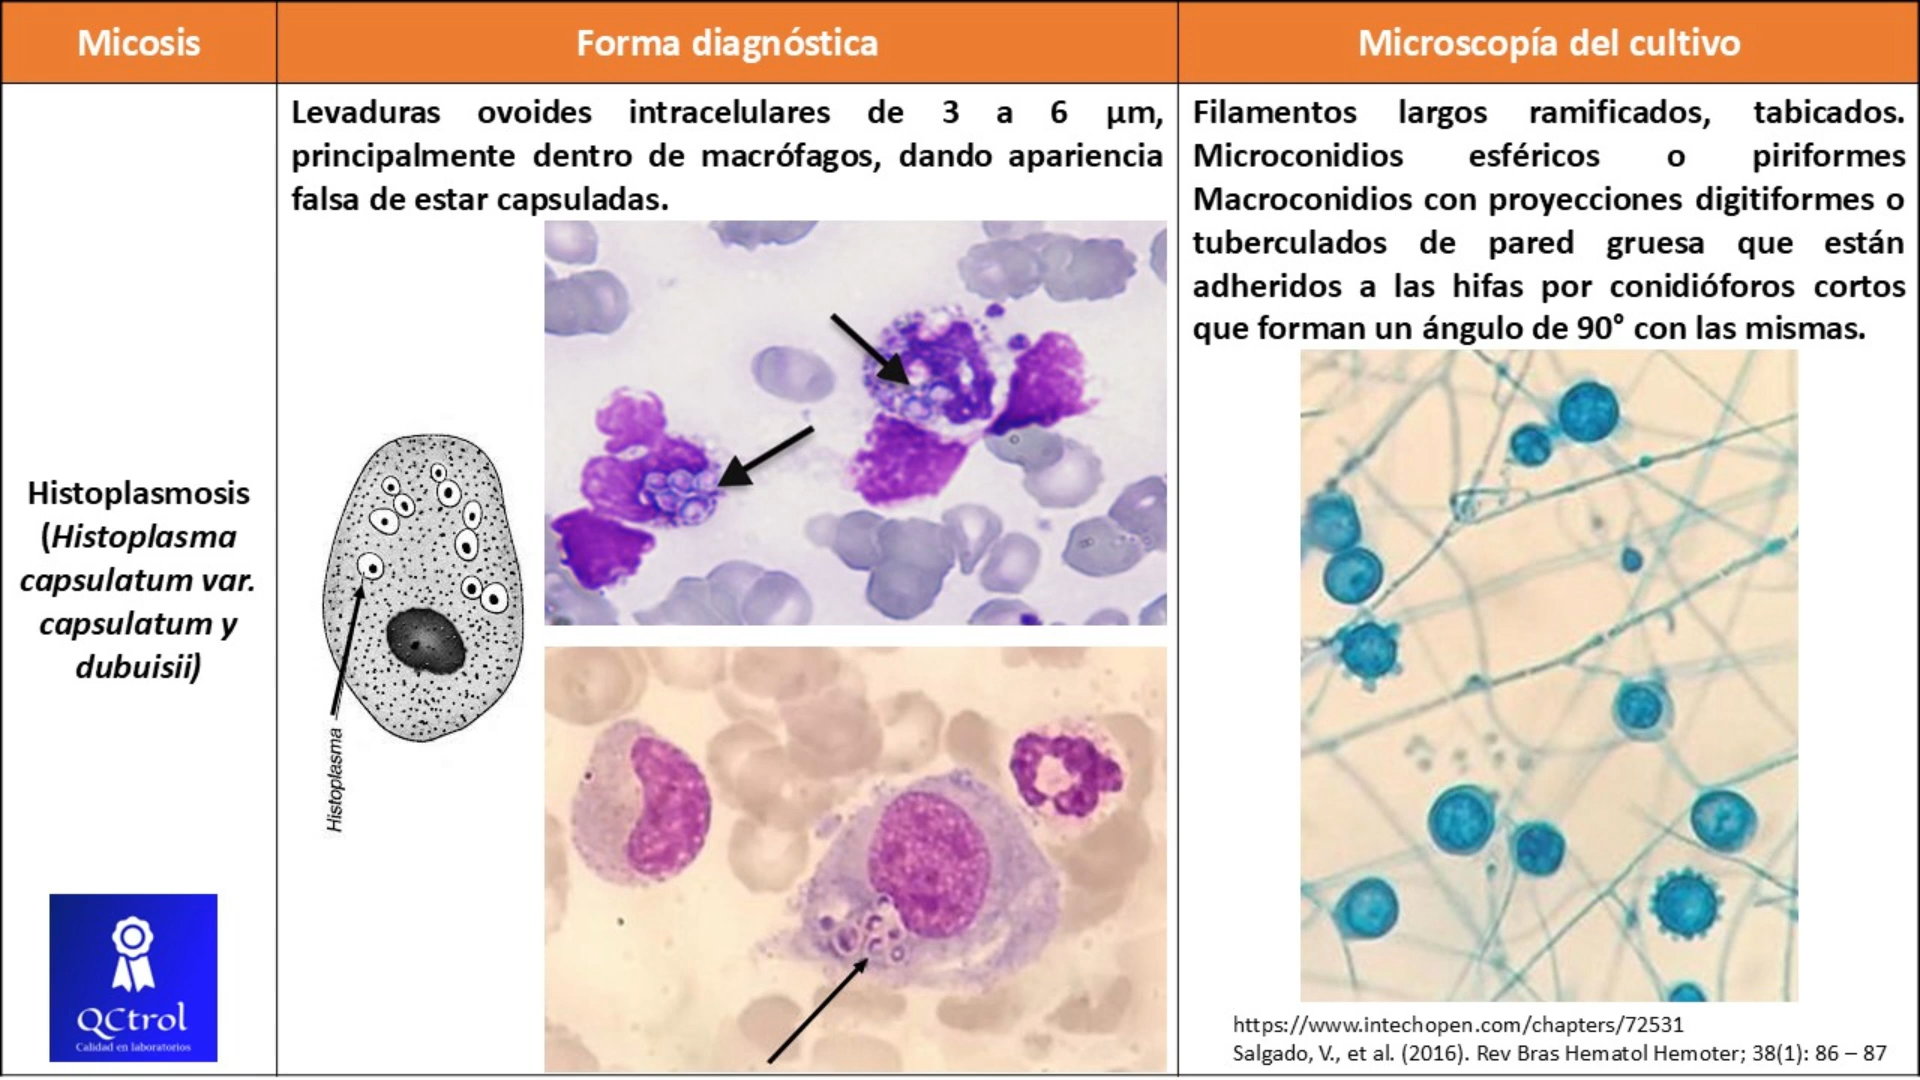 Micosis
Forma diagnóstica
Microscopía del cultivo
Histoplasmosis
(Histoplasma
capsulatum var.
capsulatum y
dubuisii)
Levaduras ovoides intracelulares de 3 a 6 µm,
principalmente dentro de macrófagos, dando apariencia
falsa de estar capsuladas.
Histoplasma
Filamentos largos ramificados, tabicados.
Microconidios esféricos o piriformes
Macroconidios con proyecciones digitiformes o
tuberculados de pared gruesa que están
adheridos a las hifas por conidióforos cortos
que forman un ángulo de 90° con las mismas.
https://www.intechopen.com/chapters/72531
Salgado, V., et al. (2016). Rev Bras Hematol Hemoter; 38(1): 86 – 87
QCtrol
Calidad en laboratorios